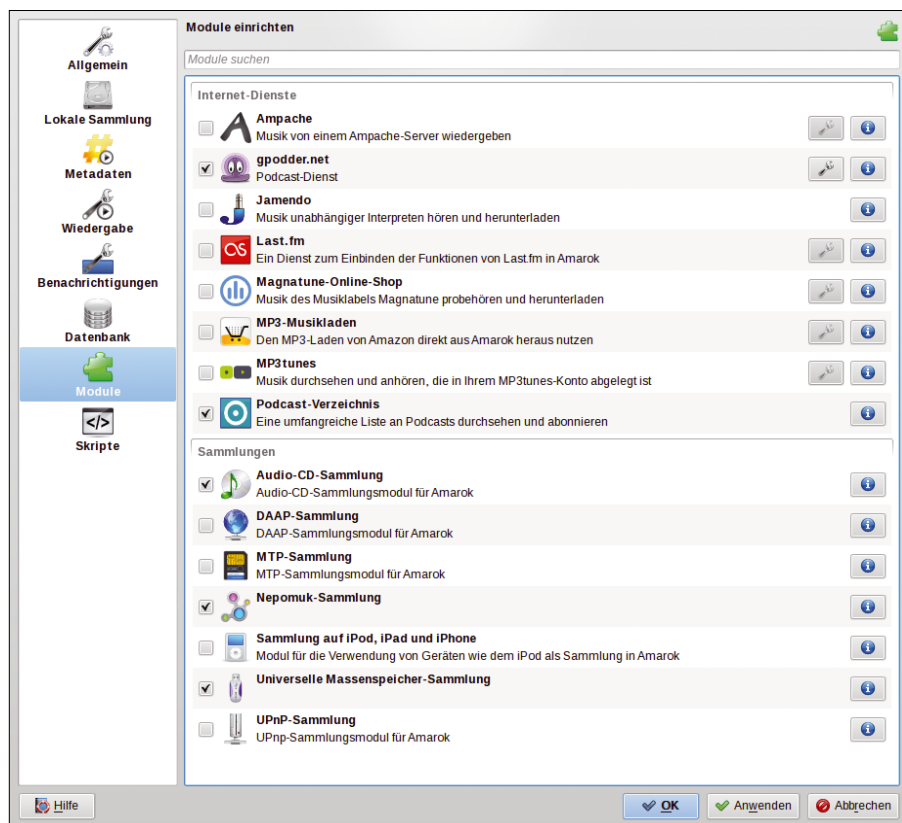 Allgemein
Lokale Sammlung
Metadaten
Wiedergabe
Benachrichtigungen
Datenbank
Module
Skripte
Module einrichten
Module suchen
Internet-Dienste
Ampache
Musik von einem Ampache-Server wiedergeben
gpodder.net
Podcast-Dienst
Jamendo
Musik unabhängiger Interpreten hören und herunterladen
Last.fm
Ein Dienst zum Einbinden der Funktionen von Last.fm in Amarok
Magnatune-Online-Shop
Musik des Musiklabels Magnatune probehören und herunterladen
MP3-Musikladen
Den MP3-Laden von Amazon direkt aus Amarok heraus nutzen
MP3tunes
Musik durchsehen und anhören, die in Ihrem MP3tunes-Konto abgelegt ist
Podcast-Verzeichnis
Eine umfangreiche Liste an Podcasts durchsehen und abonnieren
Sammlungen
Audio-CD-Sammlung
Audio-CD-Sammlungsmodul für Amarok
DAAP-Sammlung
DAAP-Sammlungsmodul für Amarok
MTP-Sammlung
MTP-Sammlungsmodul für Amarok
Nepomuk-Sammlung
Sammlung auf iPod, iPad und iPhone
Modul für die Verwendung von Geräten wie dem iPod als Sammlung in Amarok
Universelle Massenspeicher-Sammlung
UPnP-Sammlung
UPnp-Sammlungsmodul für Amarok
Hilfe
OK
Anwenden
Abbrechen